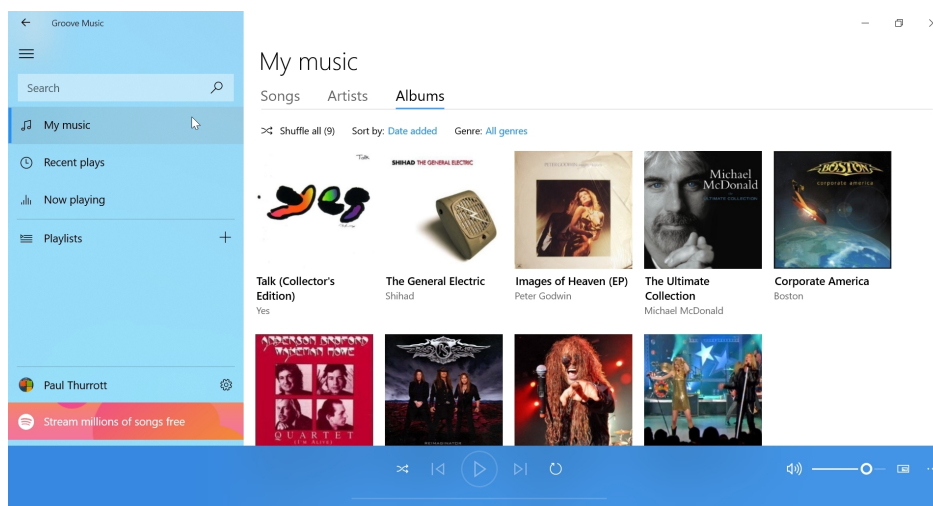 Groove Music
Search
My music
Recent plays
Now playing
Playlists
Paul Thurrott
Stream millions of songs free
My music
Songs Artists Albums
Shuffle all (9) Sort by: Date added Genre: All genres
Talk
SHIHAD THE GENERAL ELECTRIC
Michael
McDonald
ULTIMATE COLLECTION
BOSTON
corporate america
Talk (Collector's
Edition)
Yes
The General Electric
Shihad
Images of Heaven (EP)
Peter Godwin
The Ultimate
Collection
Michael McDonald
Corporate America
Boston
ANDERSON BRUFORD
WAKEMAN HOWE
QUARTET
(I'M ALIVE)